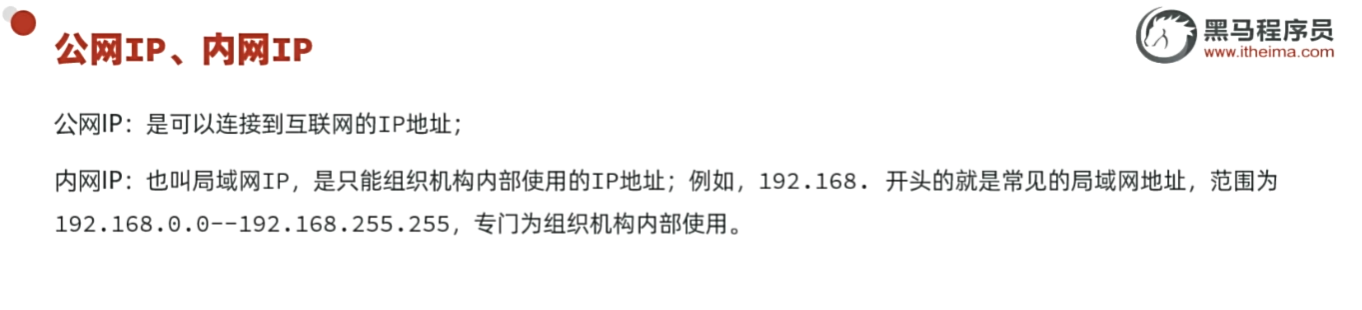 公网IP、内网IP
黑马程序员
www.itheima.com
公网IP：是可以连接到互联网的IP地址；
内网IP：也叫局域网IP，是只能组织机构内部使用的IP地址；例如，192.168. 开头的就是常见的局域网地址，范围为
192.168.0.0--192.168.255.255，专门为组织机构内部使用。